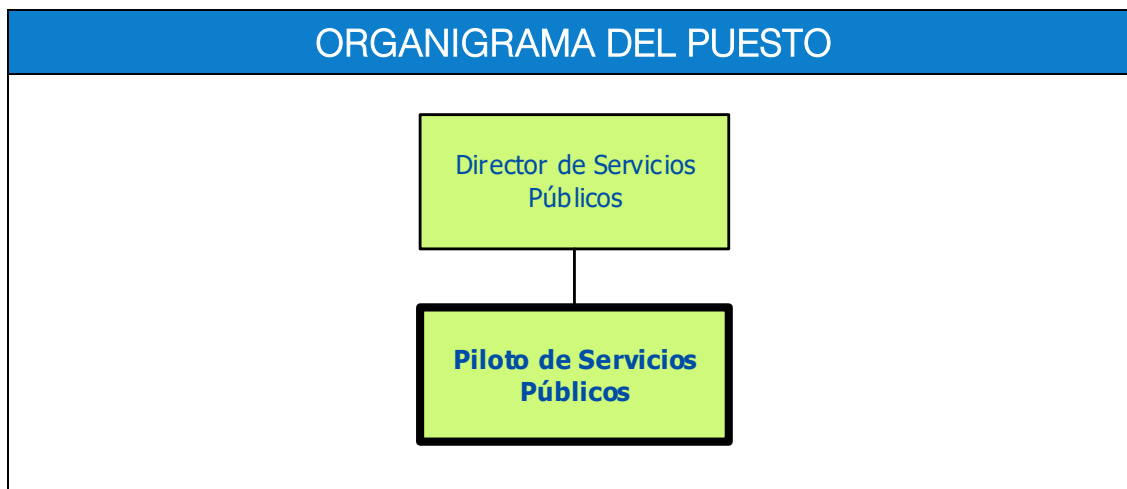 ORGANIGRAMA DEL PUESTO
Director de Servicios
Públicos
Piloto de Servicios
Públicos